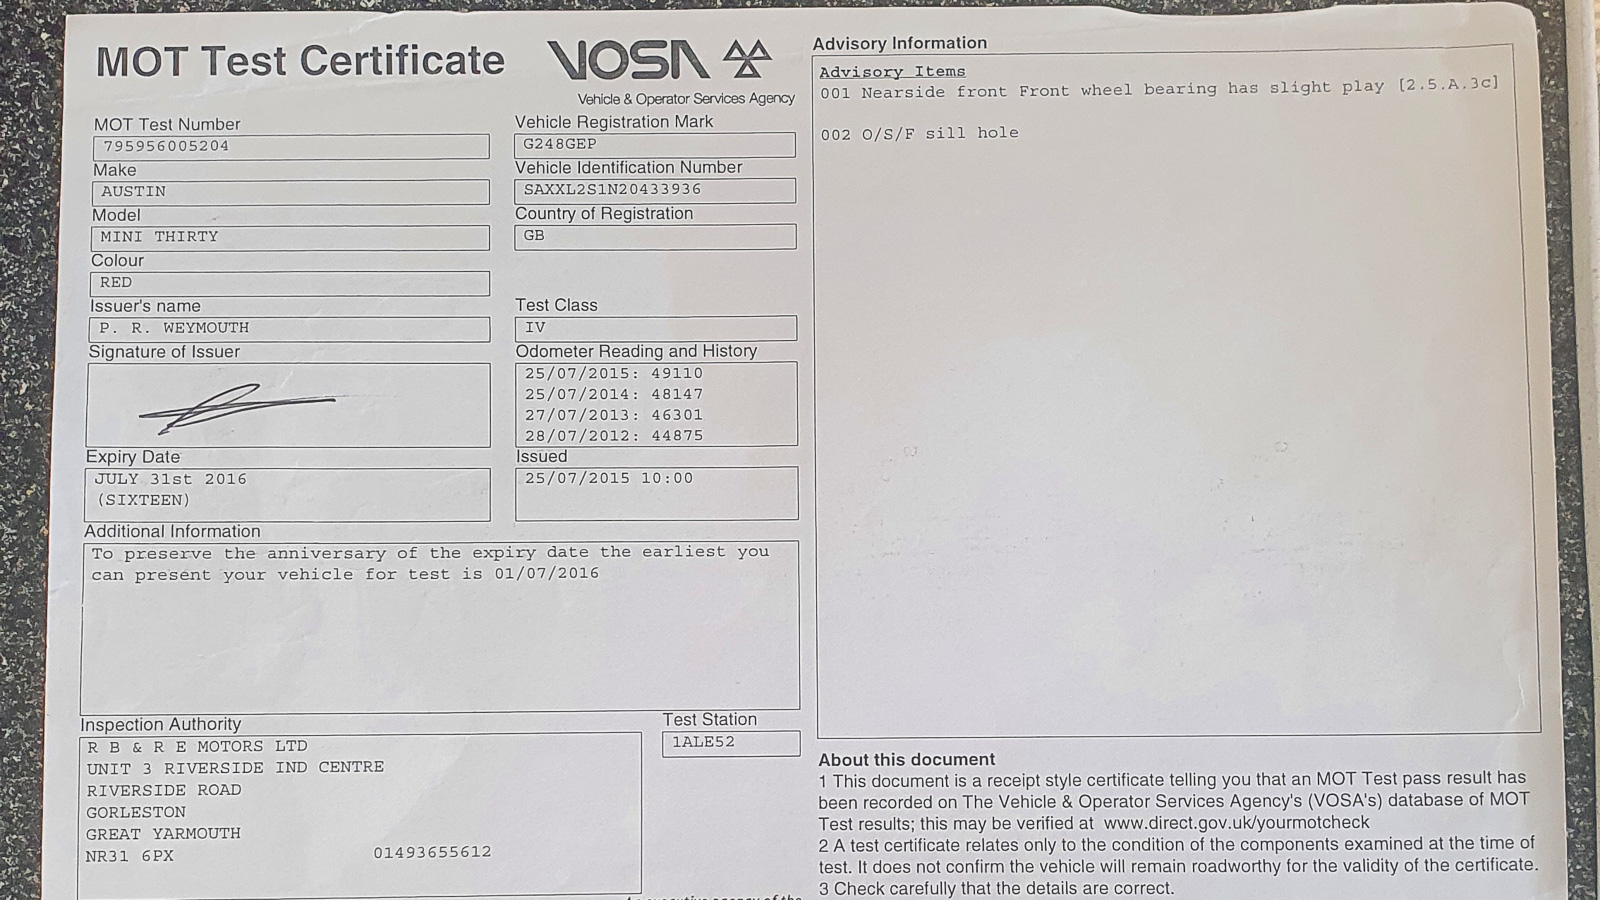 MOT Test Certificate
VOSA
Vehicle & Operator Services Agency
MOT Test Number
795956005204
Make
AUSTIN
Model
MINI THIRTY
Colour
RED
Issuer's name
P. R. WEYMOUTH
Signature of Issuer
Expiry Date
JULY 31st 2016
(SIXTEEN)
Vehicle Registration Mark
G248GEP
Vehicle Identification Number
SAXXL2S1N20433936
Country of Registration
GB
Test Class
IV
Odometer Reading and History
25/07/2015: 49110
25/07/2014: 48147
27/07/2013: 46301
28/07/2012: 44875
Issued
25/07/2015 10:00
Additional Information
To preserve the anniversary of the expiry date the earliest you
can present your vehicle for test is 01/07/2016
Inspection Authority
R B & R E MOTORS LTD
UNIT 3 RIVERSIDE IND CENTRE
RIVERSIDE ROAD
GORLESTON
GREAT YARMOUTH
NR31 6PX 01493655612
Test Station
1ALE52
Advisory Information
Advisory Items
001 Nearside front Front wheel bearing has slight play [2.5.A.3c]
002 O/S/F sill hole
About this document
1 This document is a receipt style certificate telling you that an MOT Test pass result has
been recorded on The Vehicle & Operator Services Agency's (VOSA's) database of MOT
Test results; this may be verified at www.direct.gov.uk/yourmotcheck
2 A test certificate relates only to the condition of the components examined at the time of
test. It does not confirm the vehicle will remain roadworthy for the validity of the certificate.
3 Check carefully that the details are correct.